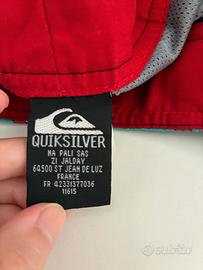 QUIKSILVER
NA PALI SAS
ZI JALDAY
64500 ST JEAN DE LUZ
FRANCE
FR 42331377036
11615
subito